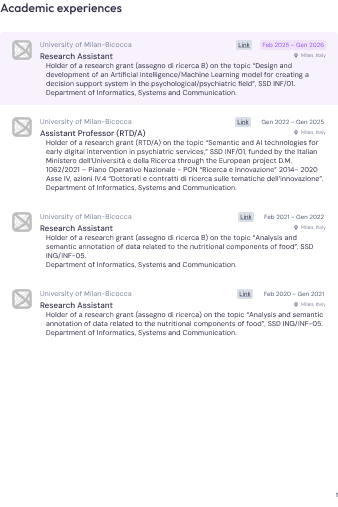 Academic experiences
University of Milan-Bicocca Link Feb 2025 - Gen 2026
Research Assistant Milan, Italy
Holder of a research grant (assegno di ricerca B) on the topic “Design and
development of an Artificial Intelligence/Machine Learning model for creating a
decision support system in the psychological/psychiatric field”, SSD INF/01.
Department of Informatics, Systems and Communication.
University of Milan-Bicocca Link Gen 2022 - Gen 2025
Assistant Professor (RTD/A) Milan, Italy
Holder of a research grant (RTD/A) on the topic “Semantic and AI technologies for
early digital intervention in psychiatric services,” SSD INF/01, funded by the Italian
Ministero dell’Università e della Ricerca through the European project D.M.
1062/2021 – Piano Operativo Nazionale - PON “Ricerca e Innovazione” 2014- 2020
Asse IV, azioni IV.4 “Dottorati e contratti di ricerca sulle tematiche dell’innovazione”.
Department of Informatics, Systems and Communication.
University of Milan-Bicocca Link Feb 2021 - Gen 2022
Research Assistant Milan, Italy
Holder of a research grant (assegno di ricerca B) on the topic “Analysis and
semantic annotation of data related to the nutritional components of food”, SSD
ING/INF-05.
Department of Informatics, Systems and Communication.
University of Milan-Bicocca Link Feb 2020 - Gen 2021
Research Assistant Milan, Italy
Holder of a research grant (assegno di ricerca) on the topic “Analysis and semantic
annotation of data related to the nutritional components of food”, SSD ING/INF-05.
Department of Informatics, Systems and Communication.
1